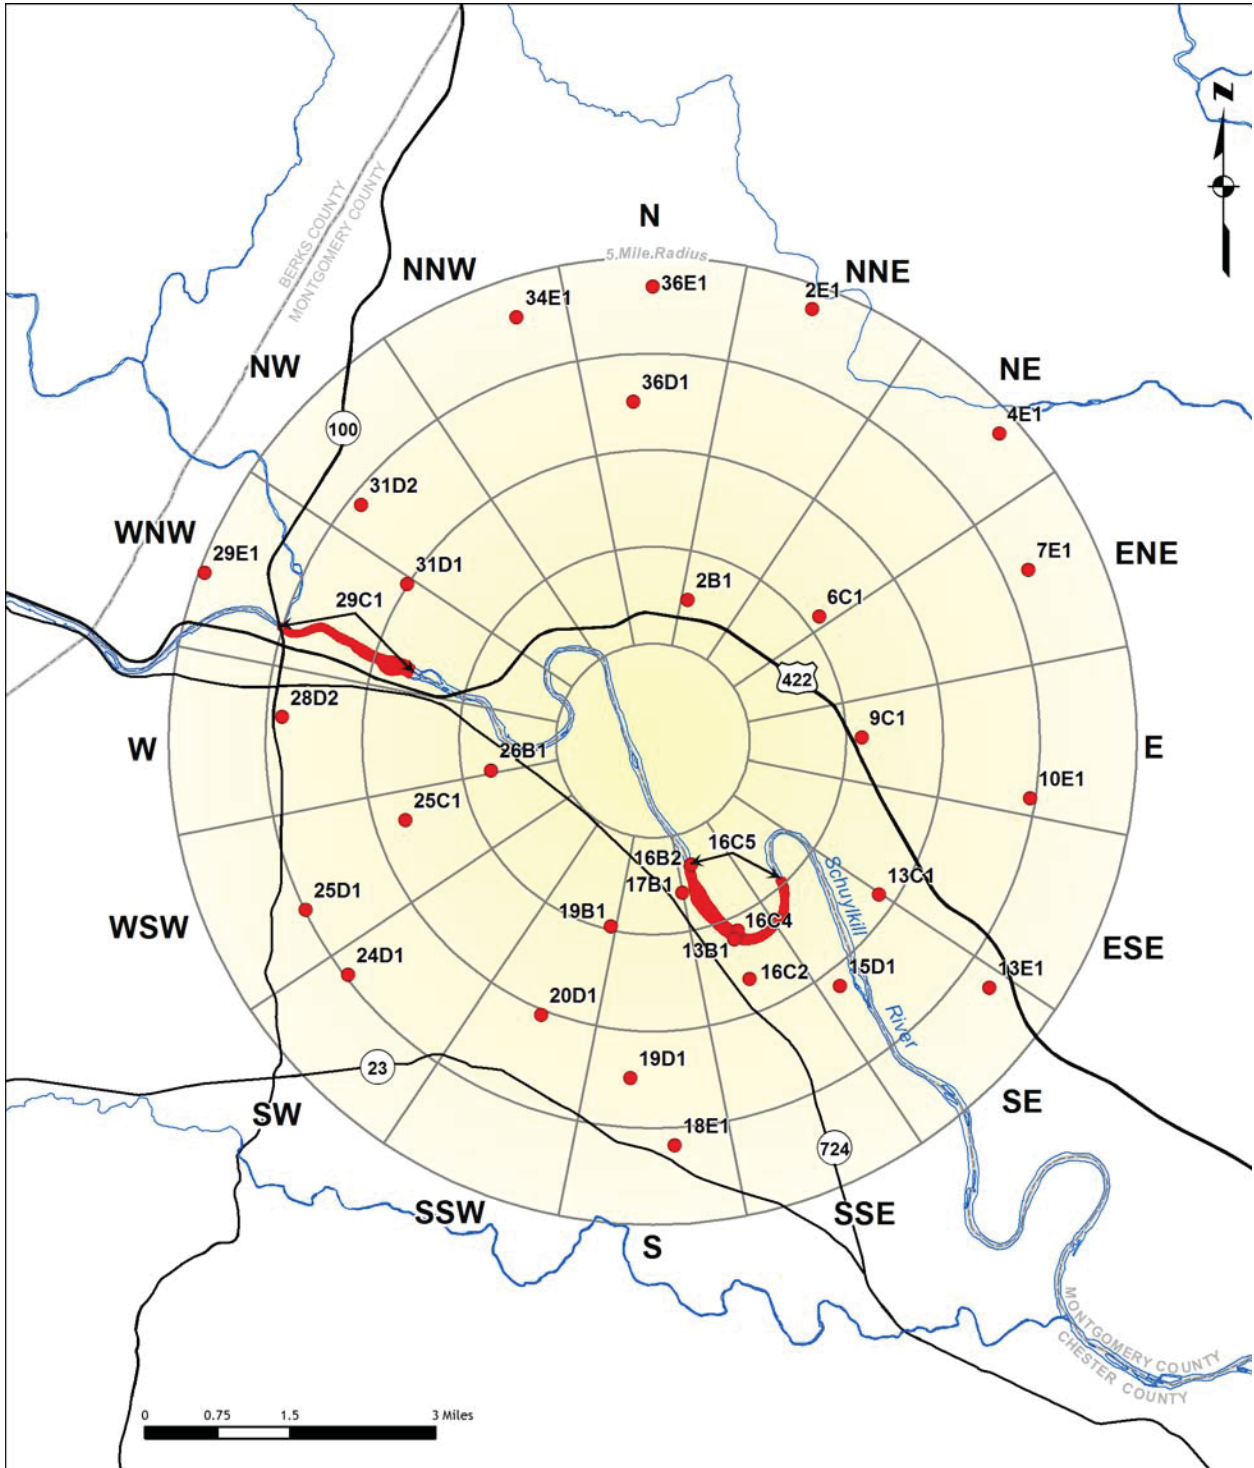 N
BERKS COUNTY
MONTGOMERY COUNTY
N
5 Mile Radius
NNW
NNE
36E1
2E1
34E1
NW
NE
36D1
4E1
100
31D2
WNW
ENE
29E1
31D1
7E1
2B1
6C1
29C1
422
28D2
9C1
W
E
26B1
10E1
25C1
16B2
16C5
Schuylkill
River
17B1
13C1
25D1
19B1
16C4
WSW
13B1
ESE
24D1
16C2
15D1
13E1
20D1
19D1
23
SW
SE
18E1
724
SSW
SSE
S
MONTGOMERY COUNTY
CHESTER COUNTY
0 0.75 1.5 3 Miles